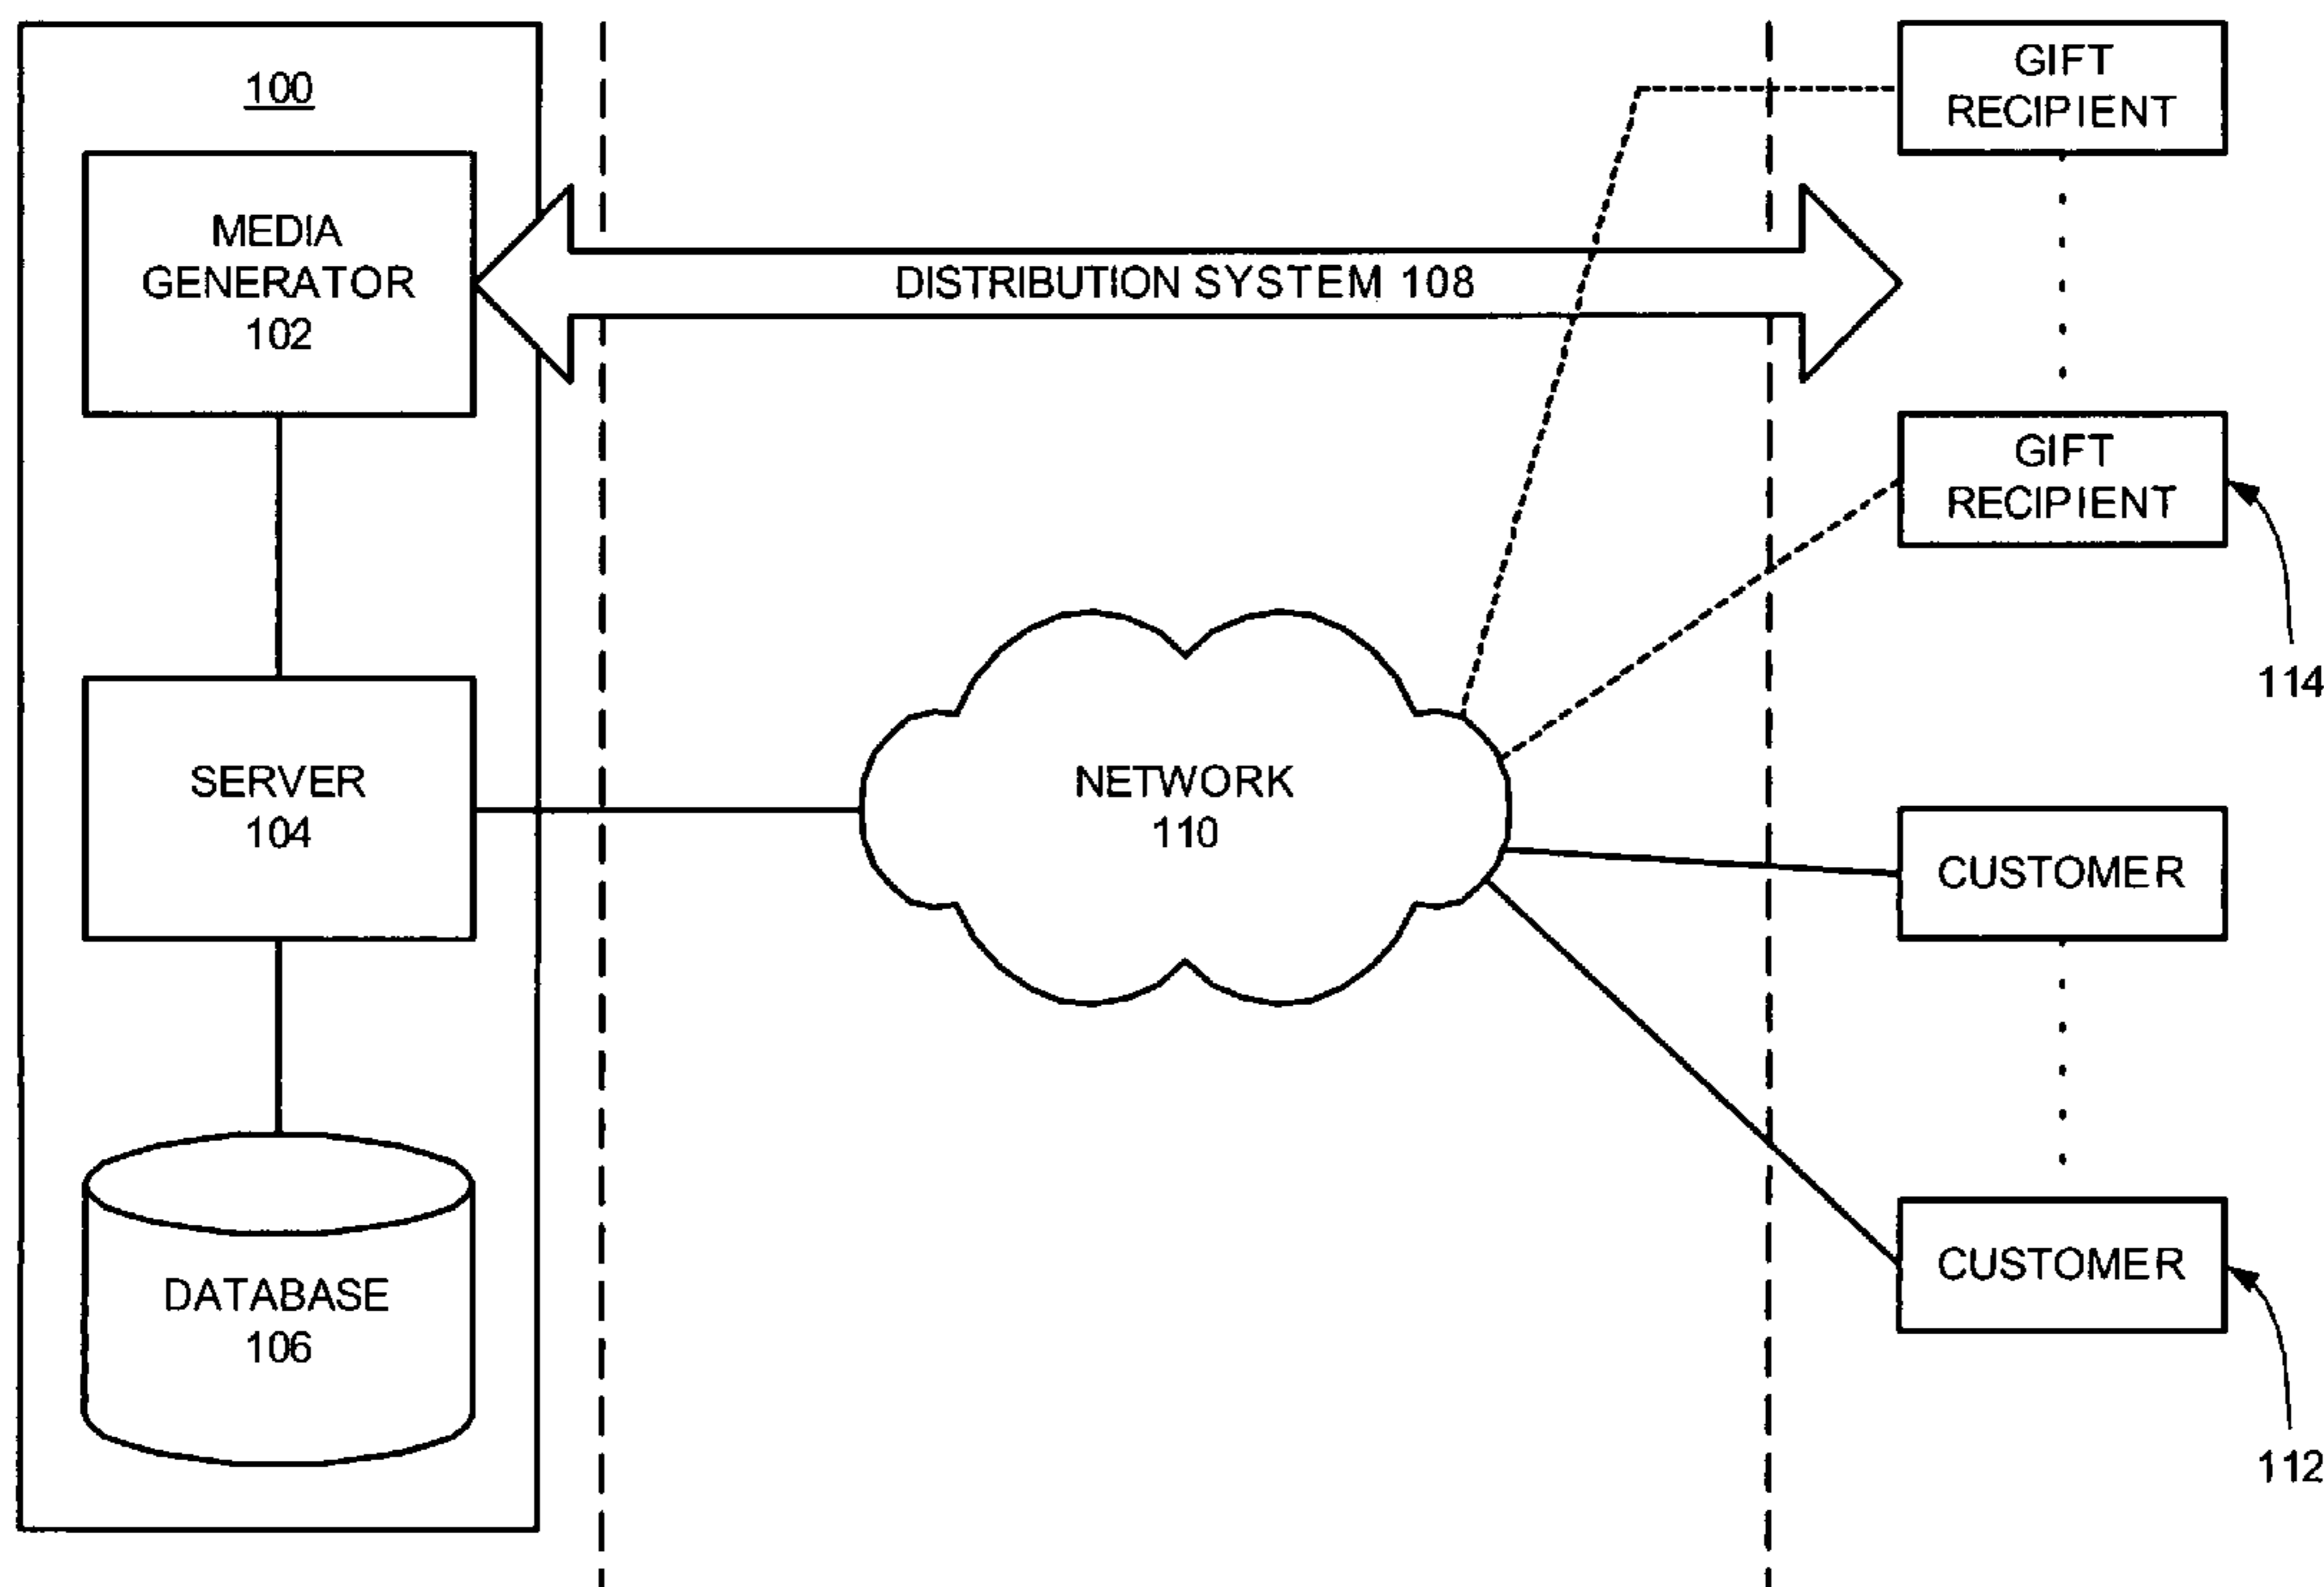 100
MEDIA
GENERATOR
102
DISTRIBUTION SYSTEM 108
GIFT
RECIPIENT
GIFT
RECIPIENT
114
SERVER
104
NETWORK
110
CUSTOMER
DATABASE
106
CUSTOMER
112